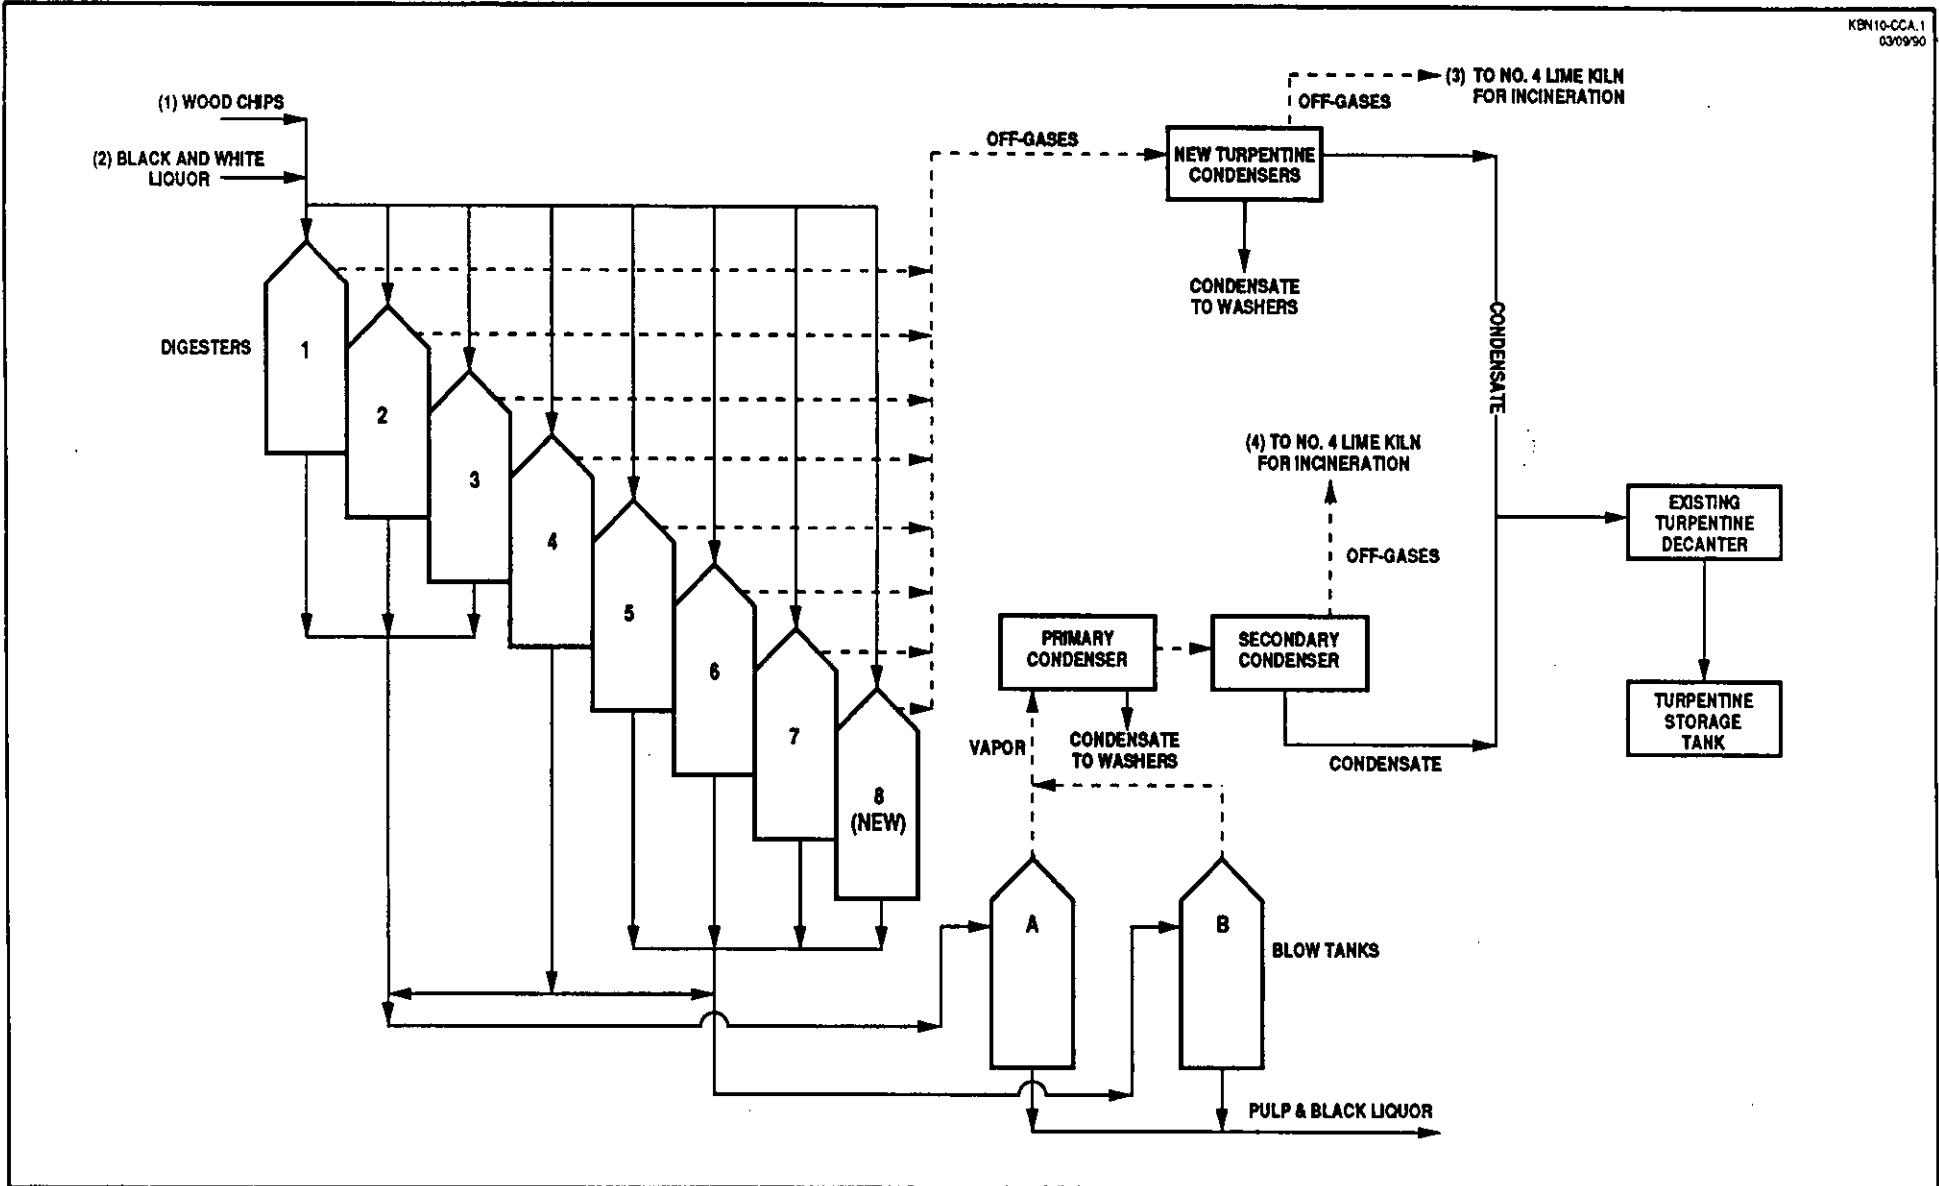 KBN10-CCA.1
03/09/90
(1) WOOD CHIPS
(2) BLACK AND WHITE
LIQUOR
DIGESTERS
1
2
3
4
5
6
7
8
(NEW)
OFF-GASES
NEW TURPENTINE
CONDENSERS
OFF-GASES
(3) TO NO. 4 LIME KILN
FOR INCINERATION
CONDENSATE
TO WASHERS
CONDENSATE
(4) TO NO. 4 LIME KILN
FOR INCINERATION
OFF-GASES
PRIMARY
CONDENSER
SECONDARY
CONDENSER
VAPOR
CONDENSATE
TO WASHERS
CONDENSATE
EXISTING
TURPENTINE
DECANTER
TURPENTINE
STORAGE
TANK
A
B
BLOW TANKS
PULP & BLACK LIQUOR